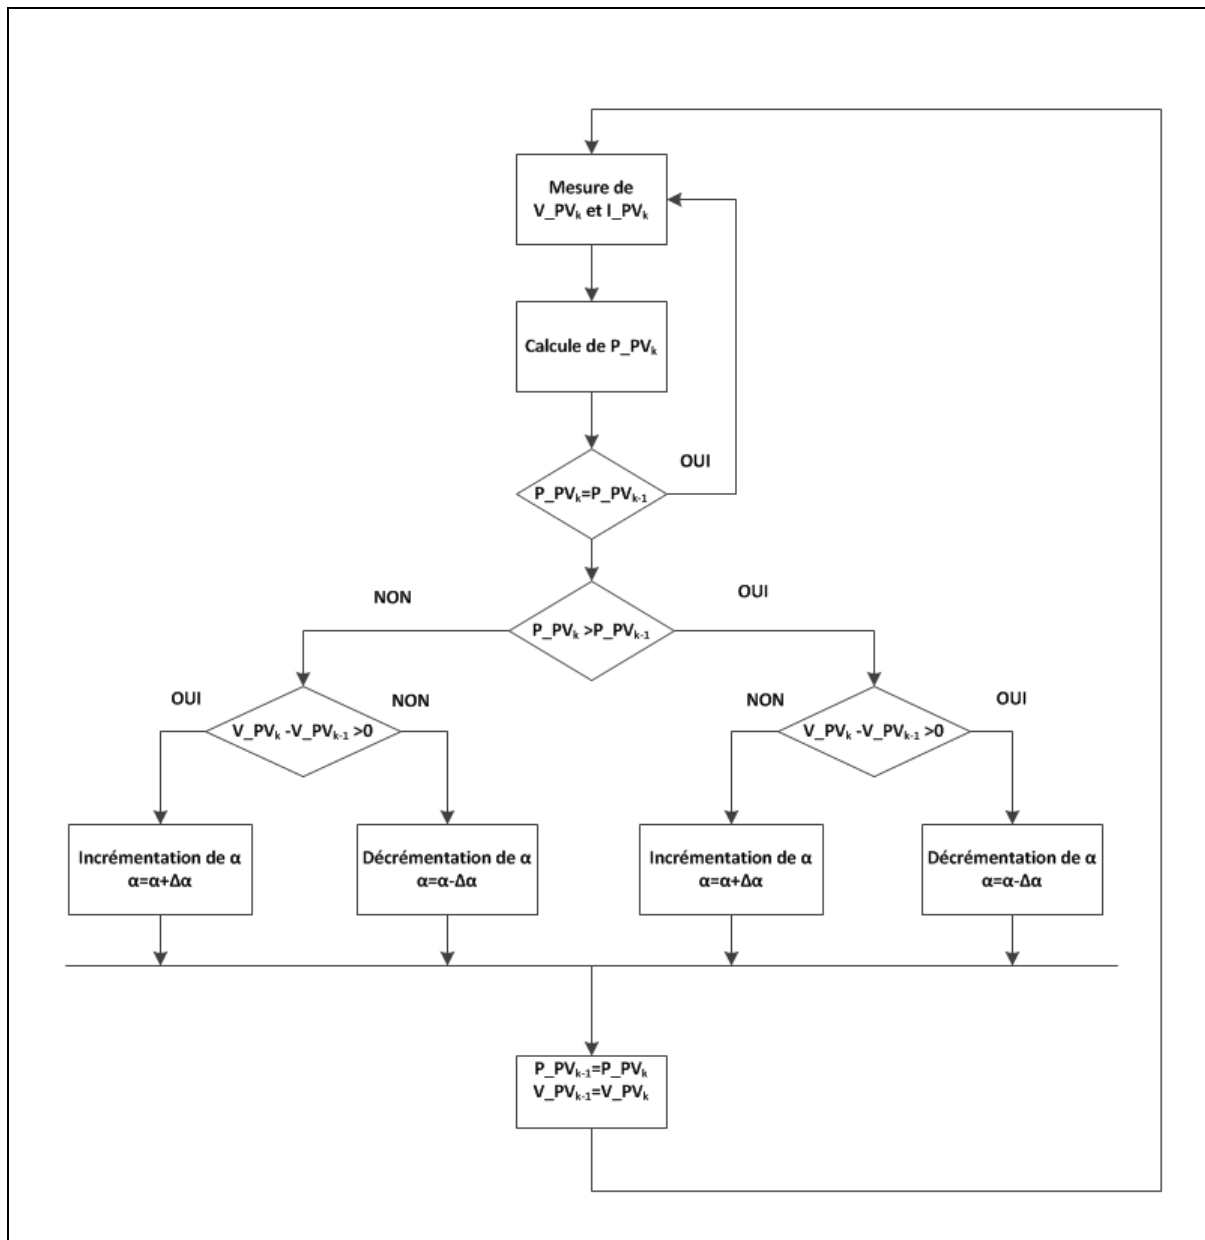 Mesure de
V_PVₖ et I_PVₖ
Calcule de P_PVₖ
OUI
P_PVₖ=P_PVₖ₋₁
NON
OUI
P_PVₖ >P_PVₖ₋₁
OUI
NON
NON
OUI
V_PVₖ -V_PVₖ₋₁ >0
V_PVₖ -V_PVₖ₋₁ >0
Incrémentation de α
α=α+Δα
Décrémentation de α
α=α-Δα
Incrémentation de α
α=α+Δα
Décrémentation de α
α=α-Δα
P_PVₖ₋₁=P_PVₖ
V_PVₖ₋₁=V_PVₖ